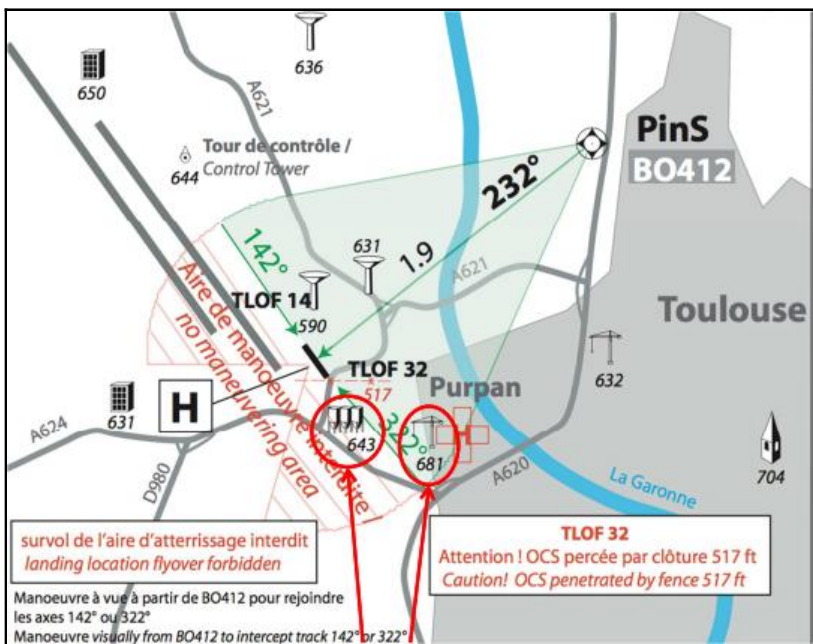 650
636
A621
Tour de contrôle /
Control Tower
644
PinS
BO412
232°
1.9
142°
631
A621
TLOF 14
590
Toulouse
TLOF 32
517
Purpan
632
Aire de manoeuvre interdite /
no maneuvering area
H
631
A624
D980
643
322°
681
A620
La Garonne
704
survol de l'aire d'atterrissage interdit
landing location flyover forbidden
TLOF 32
Attention ! OCS percée par clôture 517 ft
Caution! OCS penetrated by fence 517 ft
Manoeuvre à vue à partir de BO412 pour rejoindre
les axes 142° ou 322°
Manoeuvre visually from BO412 to intercept track 142° or 322°